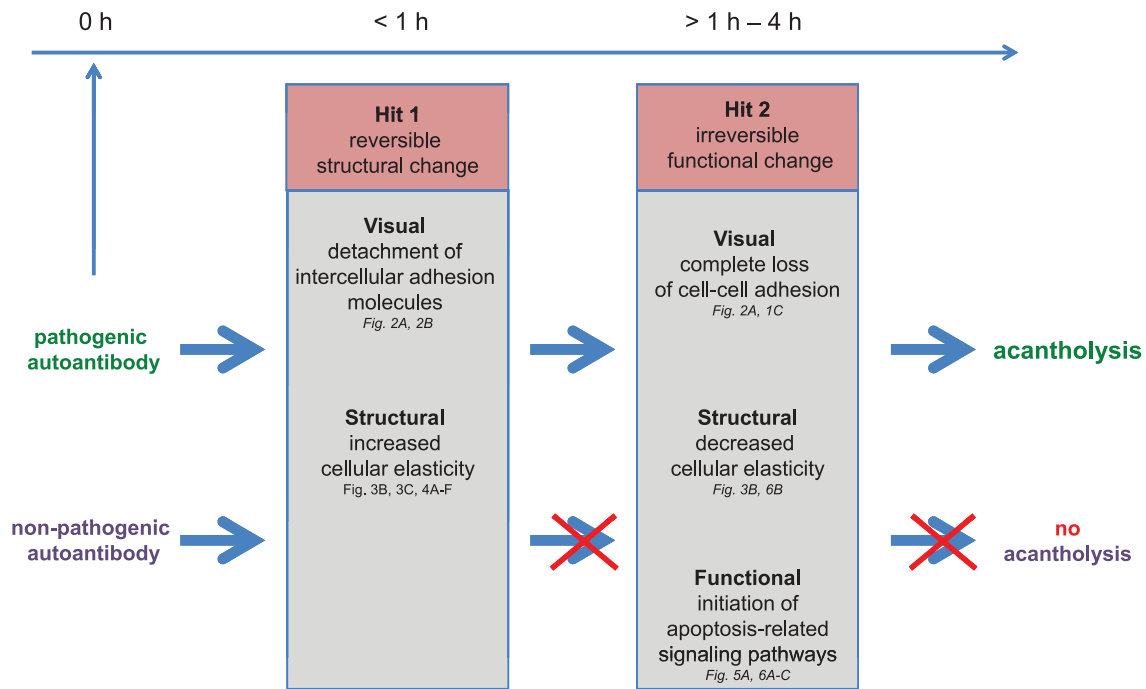 0 h
< 1 h
> 1 h – 4 h
Hit 1
reversible
structural change
Hit 2
irreversible
functional change
Visual
detachment of
intercellular adhesion
molecules
Fig. 2A, 2B
Visual
complete loss
of cell-cell adhesion
Fig. 2A, 1C
pathogenic
autoantibody
acantholysis
Structural
increased
cellular elasticity
Fig. 3B, 3C, 4A-F
Structural
decreased
cellular elasticity
Fig. 3B, 6B
non-pathogenic
autoantibody
no
acantholysis
Functional
initiation of
apoptosis-related
signaling pathways
Fig. 5A, 6A-C